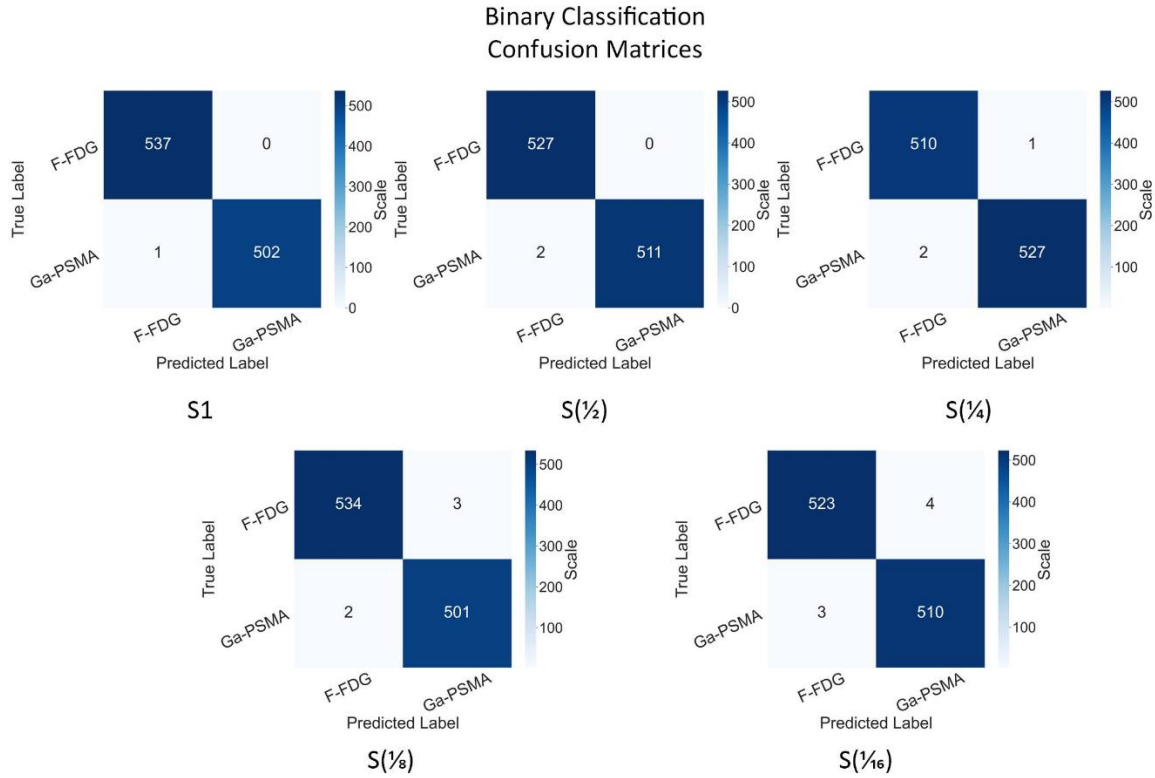 Binary Classification
Confusion Matrices
True Label
F-FDG
Ga-PSMA
537
0
1
502
F-FDG
Ga-PSMA
Predicted Label
500
400
300
200
100
0
Scale
S1
True Label
F-FDG
Ga-PSMA
527
0
2
511
F-FDG
Ga-PSMA
Predicted Label
500
400
300
200
100
0
Scale
S(½)
True Label
F-FDG
Ga-PSMA
510
1
2
527
F-FDG
Ga-PSMA
Predicted Label
500
400
300
200
100
Scale
S(¼)
True Label
F-FDG
Ga-PSMA
534
3
2
501
F-FDG
Ga-PSMA
Predicted Label
500
400
300
200
100
Scale
S(⅛)
True Label
F-FDG
Ga-PSMA
523
4
3
510
F-FDG
Ga-PSMA
Predicted Label
500
400
300
200
100
Scale
S(¹⁄₁₆)